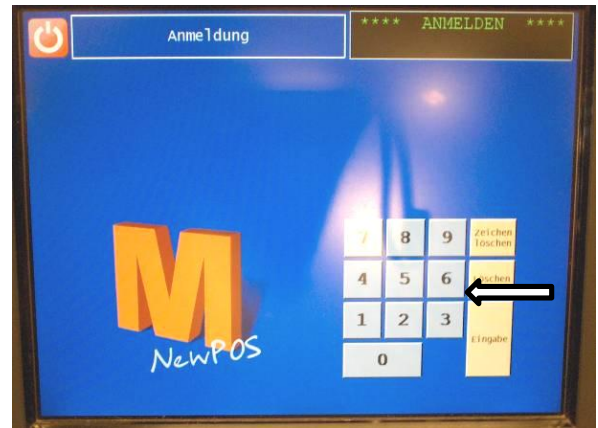 Anmeldung
**** ANMELDEN ****
7 8 9 Zeichen
löschen
4 5 6 Löschen
1 2 3
Eingabe
0
M
NewPOS